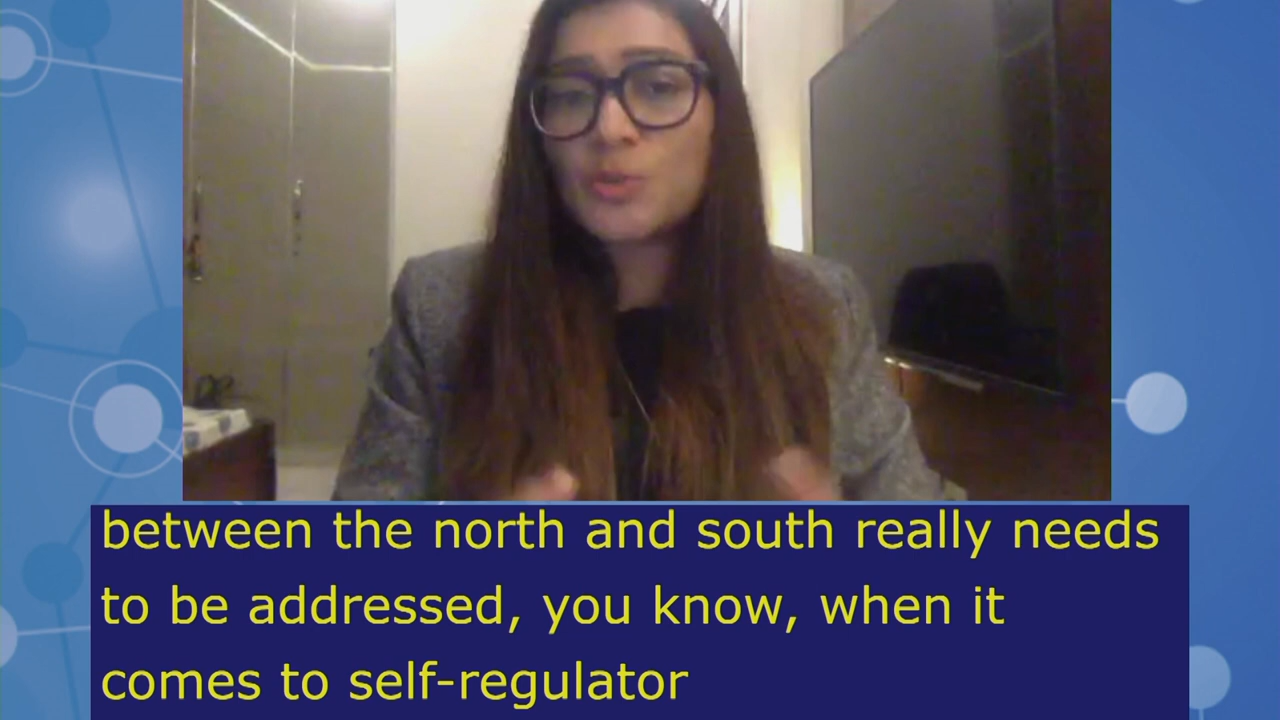 between the north and south really needs
to be addressed, you know, when it
comes to self-regulator